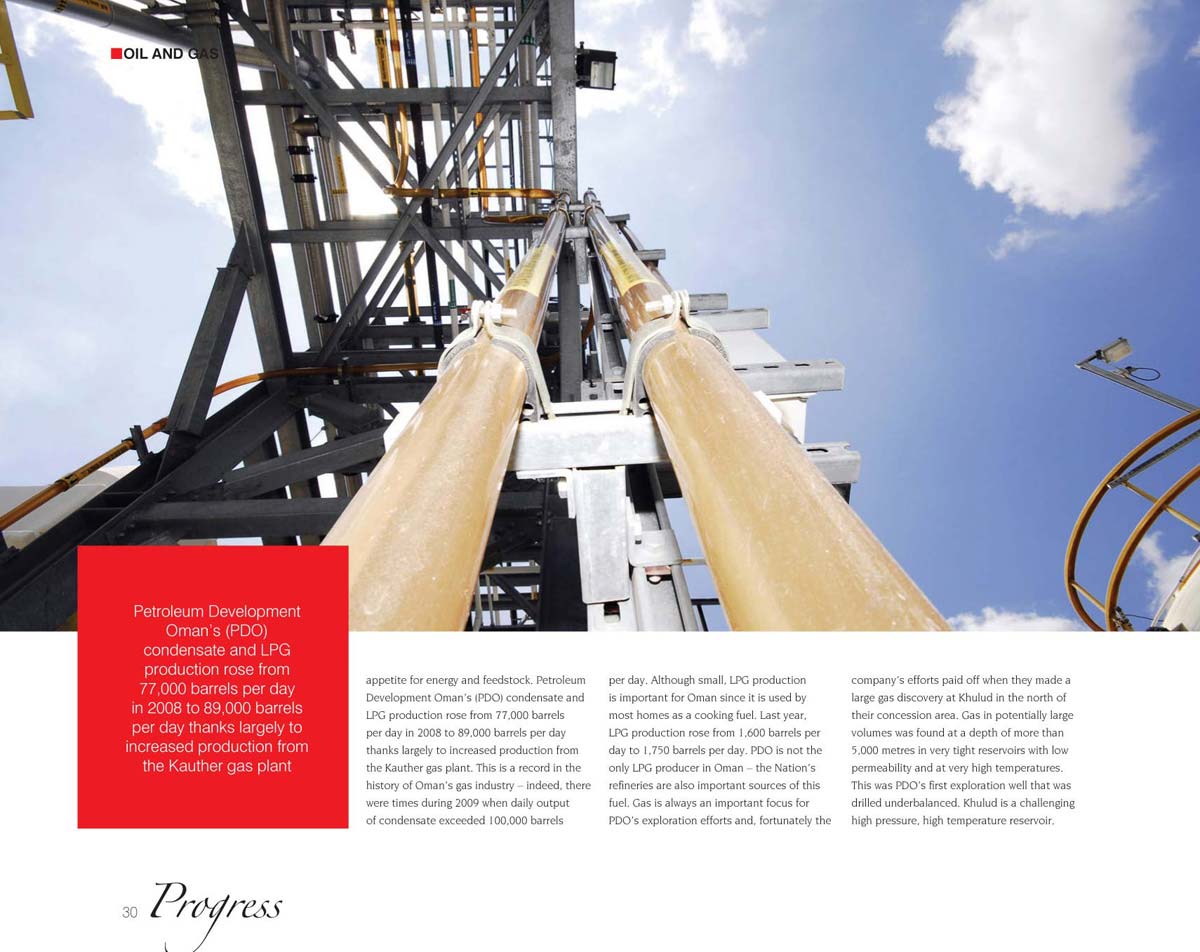 OIL AND GAS
Petroleum Development
Oman's (PDO)
condensate and LPG
production rose from
77,000 barrels per day
in 2008 to 89,000 barrels
per day thanks largely to
increased production from
the Kauther gas plant
appetite for energy and feedstock. Petroleum
Development Oman's (PDO) condensate and
LPG production rose from 77,000 barrels
per day in 2008 to 89,000 barrels per day
thanks largely to increased production from
the Kauther gas plant. This is a record in the
history of Oman's gas industry – indeed, there
were times during 2009 when daily output
of condensate exceeded 100,000 barrels
per day. Although small, LPG production
is important for Oman since it is used by
most homes as a cooking fuel. Last year,
LPG production rose from 1,600 barrels per
day to 1,750 barrels per day. PDO is not the
only LPG producer in Oman – the Nation's
refineries are also important sources of this
fuel. Gas is always an important focus for
PDO's exploration efforts and, fortunately the
company's efforts paid off when they made a
large gas discovery at Khulud in the north of
their concession area. Gas in potentially large
volumes was found at a depth of more than
5,000 metres in very tight reservoirs with low
permeability and at very high temperatures.
This was PDO's first exploration well that was
drilled underbalanced. Khulud is a challenging
high pressure, high temperature reservoir.
30 Progress